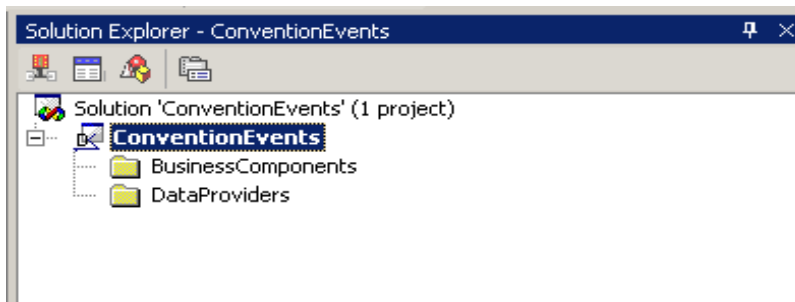 Solution Explorer - ConventionEvents
Solution 'ConventionEvents' (1 project)
ConventionEvents
BusinessComponents
DataProviders